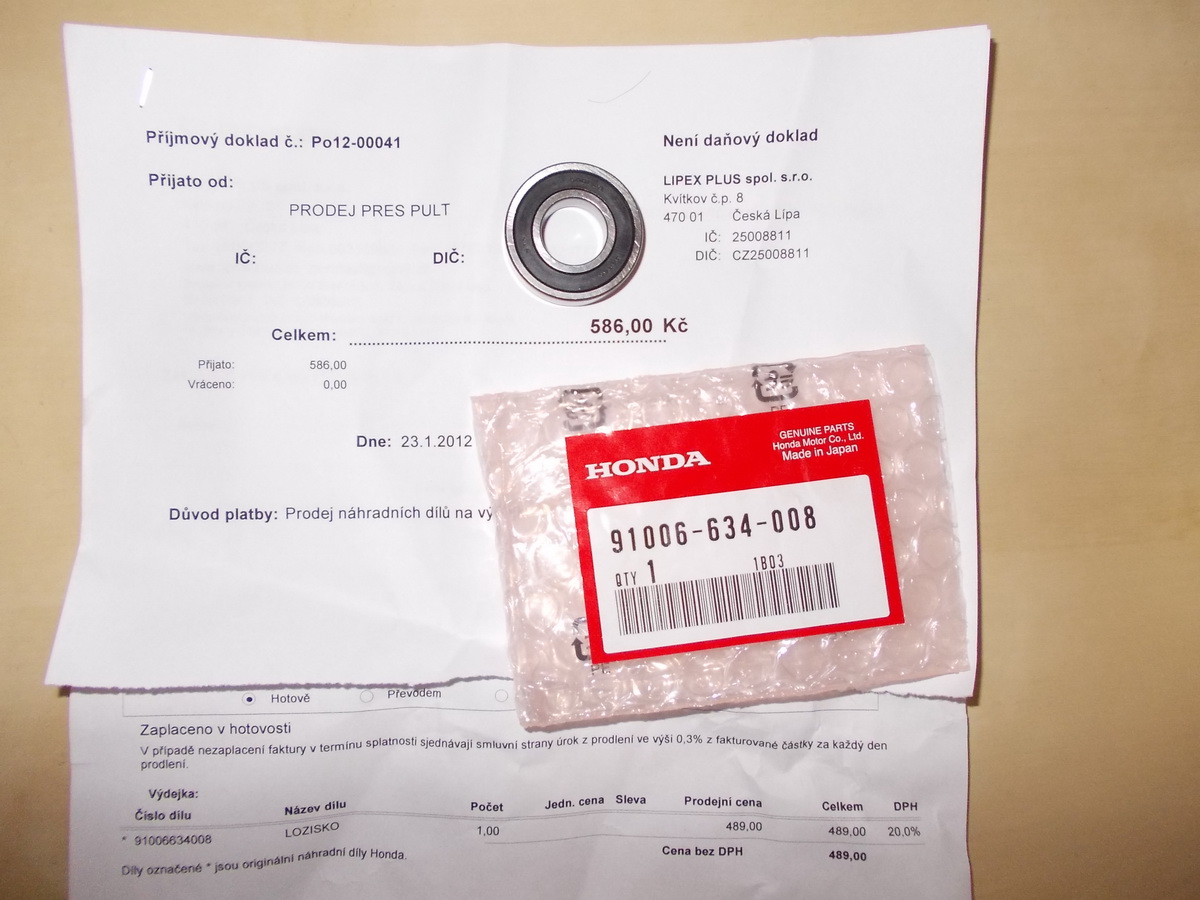 Příjmový doklad č.: Po12-00041
Není daňový doklad
Přijato od:
PRODEJ PRES PULT
LIPEX PLUS spol. s.r.o.
Kvítkov č.p. 8
470 01 Česká Lípa
IČ: DIČ:
IČ: 25008811
DIČ: CZ25008811
Celkem: 586,00 Kč
Přijato: 586,00
Vráceno: 0,00
Dne: 23.1.2012
Důvod platby: Prodej náhradních dílů na vý
HONDA
GENUINE PARTS
Honda Motor Co., Ltd.
Made in Japan
91006-634-008
QTY 1 1B03
Hotově Převodem
Zaplaceno v hotovosti
V případě nezaplacení faktury v termínu splatnosti sjednávají smluvní strany úrok z prodlení ve výši 0,3% z fakturované částky za každý den
prodlení.
Výdejka:
Číslo dílu Název dílu Počet Jedn. cena Sleva Prodejní cena Celkem DPH
* 91006634008 LOZISKO 1,00 489,00 489,00 20,0%
Díly označené * jsou originální náhradní díly Honda.
Cena bez DPH 489,00